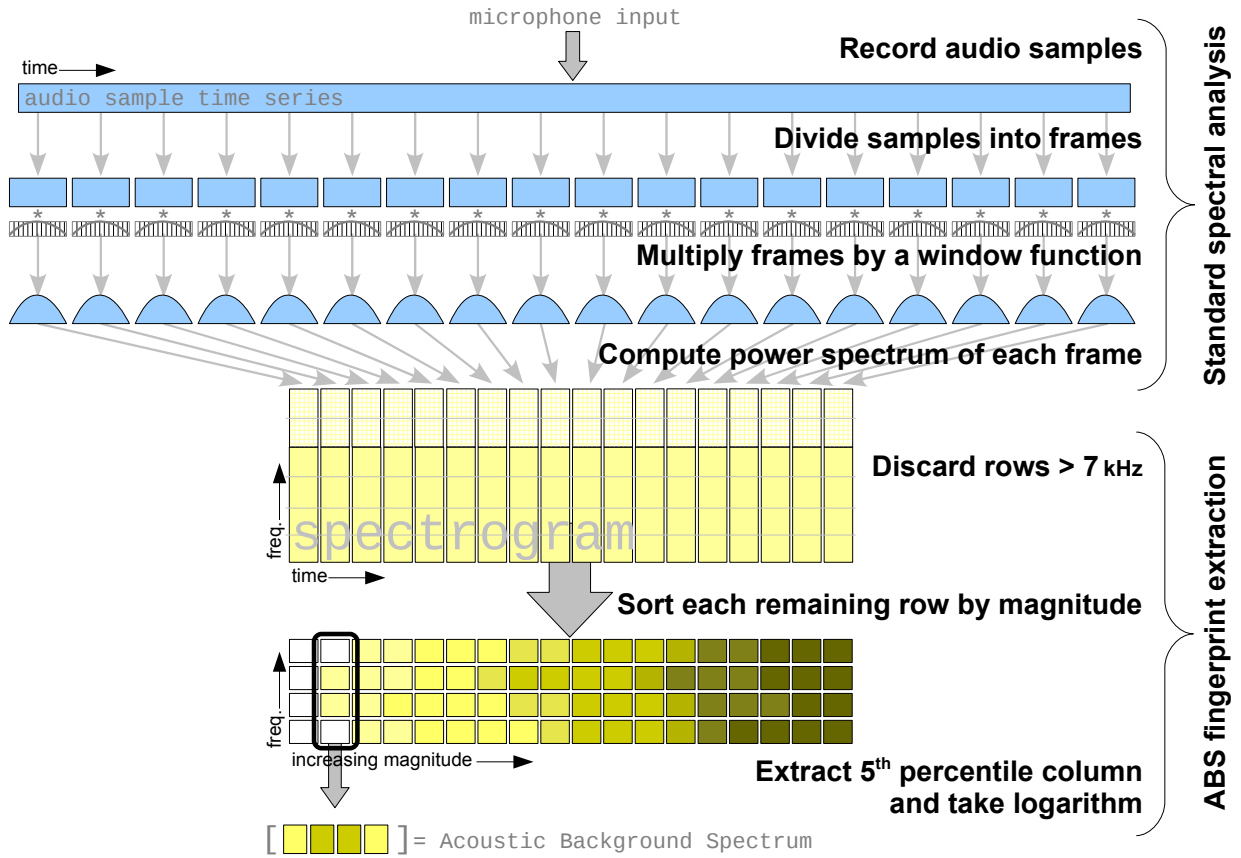 microphone input
Record audio samples
time
audio sample time series
Divide samples into frames
* * * * * * * * * * * * * * * * * *
Multiply frames by a window function
Compute power spectrum of each frame
Standard spectral analysis
Discard rows > 7 kHz
freq.
spectrogram
time
Sort each remaining row by magnitude
freq.
increasing magnitude
Extract 5th percentile column
and take logarithm
ABS fingerprint extraction
[ ] = Acoustic Background Spectrum